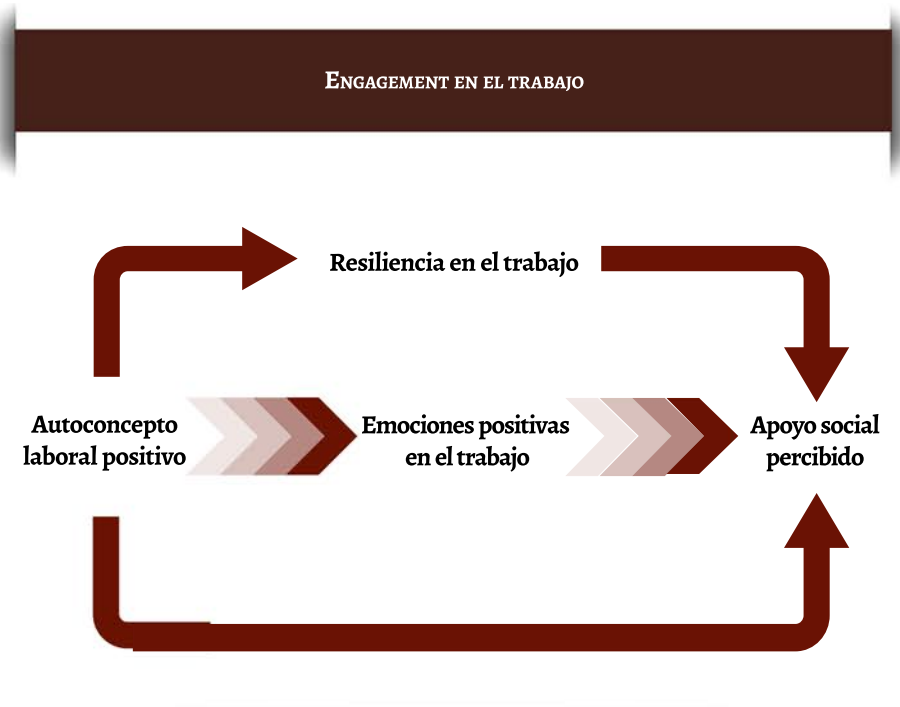 Engagement en el trabajo
Resiliencia en el trabajo
Autoconcepto
laboral positivo
Emociones positivas
en el trabajo
Apoyo social
percibido